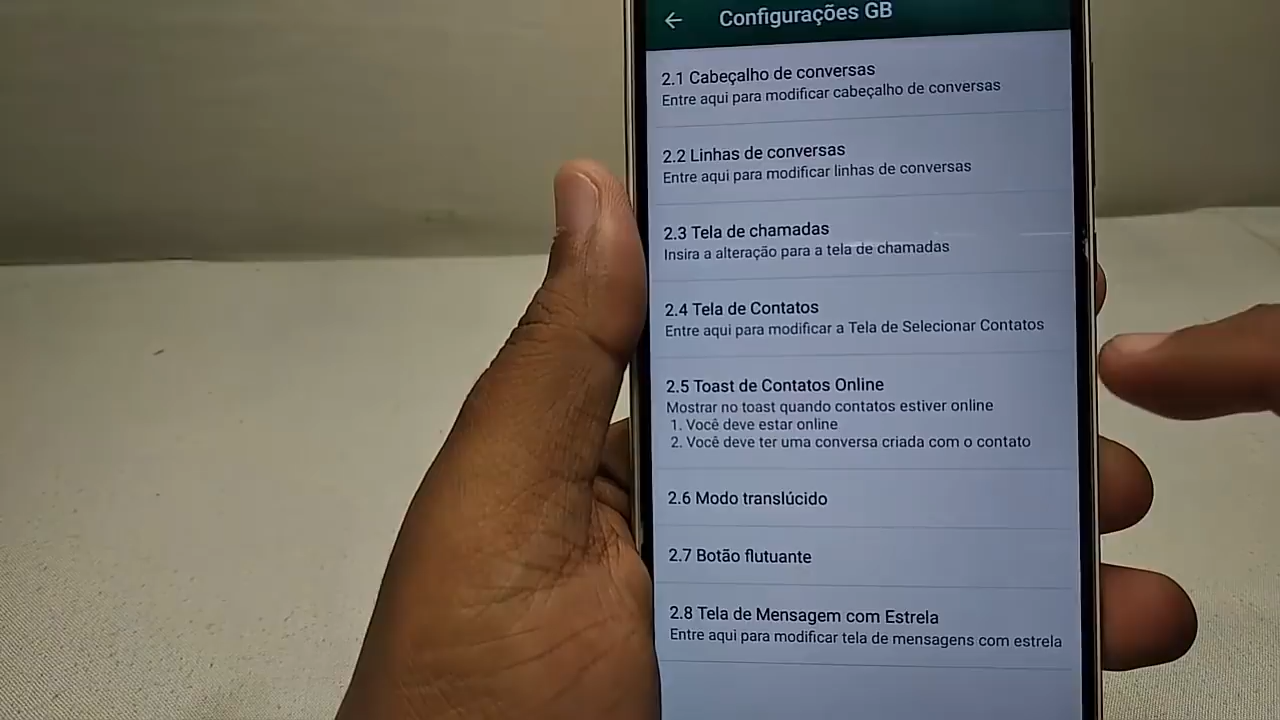 Configurações GB
2.1 Cabeçalho de conversas
Entre aqui para modificar cabeçalho de conversas
2.2 Linhas de conversas
Entre aqui para modificar linhas de conversas
2.3 Tela de chamadas
Insira a alteração para a tela de chamadas
2.4 Tela de Contatos
Entre aqui para modificar a Tela de Selecionar Contatos
2.5 Toast de Contatos Online
Mostrar no toast quando contatos estiver online
1. Você deve estar online
2. Você deve ter uma conversa criada com o contato
2.6 Modo translúcido
2.7 Botão flutuante
2.8 Tela de Mensagem com Estrela
Entre aqui para modificar tela de mensagens com estrela